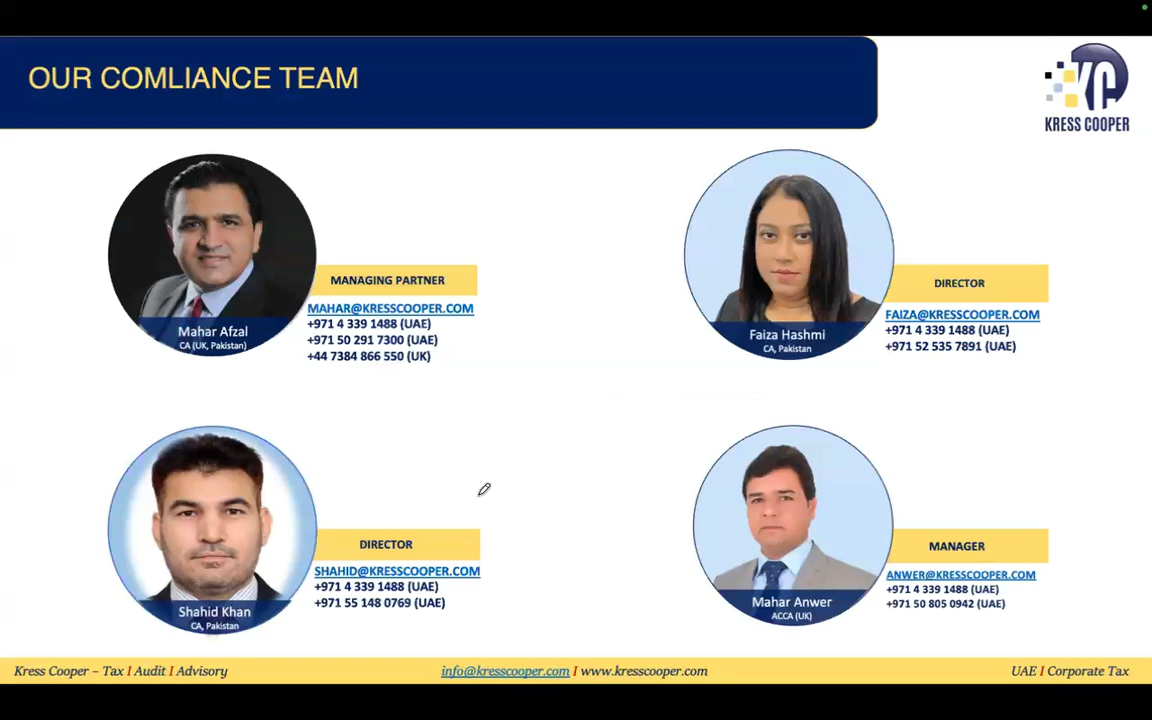 OUR COMLIANCE TEAM
KC
KRESS COOPER
Mahar Afzal
CA (UK, Pakistan)
MANAGING PARTNER
MAHAR@KRESSCOOPER.COM
+971 4 339 1488 (UAE)
+971 50 291 7300 (UAE)
+44 7384 866 550 (UK)
Faiza Hashmi
CA, Pakistan
DIRECTOR
FAIZA@KRESSCOOPER.COM
+971 4 339 1488 (UAE)
+971 52 535 7891 (UAE)
Shahid Khan
CA, Pakistan
DIRECTOR
SHAHID@KRESSCOOPER.COM
+971 4 339 1488 (UAE)
+971 55 148 0769 (UAE)
Mahar Anwer
ACCA (UK)
MANAGER
ANWER@KRESSCOOPER.COM
+971 4 339 1488 (UAE)
+971 50 805 0942 (UAE)
Kress Cooper – Tax I Audit I Advisory
info@kresscooper.com I www.kresscooper.com
UAE I Corporate Tax